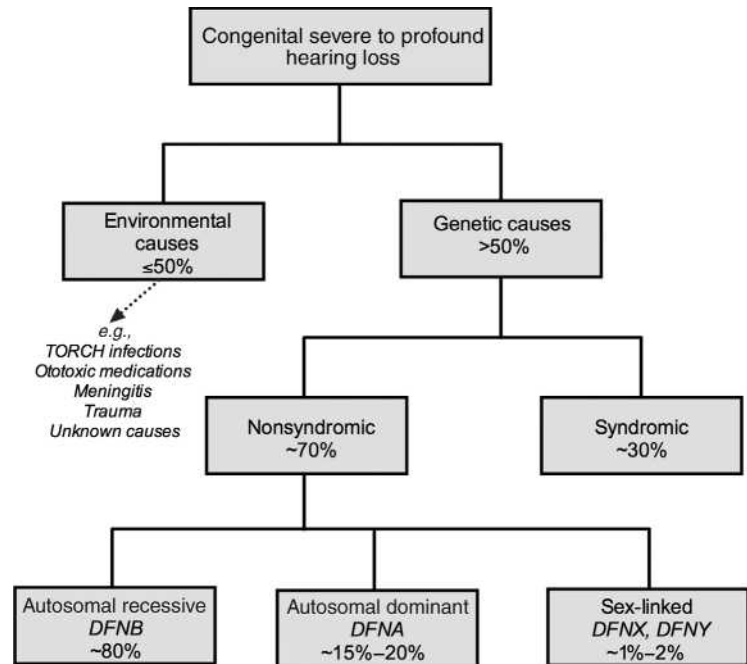 Congenital severe to profound
hearing loss
Environmental
causes
≤50%
Genetic causes
>50%
e.g.,
TORCH infections
Ototoxic medications
Meningitis
Trauma
Unknown causes
Nonsyndromic
~70%
Syndromic
~30%
Autosomal recessive
DFNB
~80%
Autosomal dominant
DFNA
~15%–20%
Sex-linked
DFNX, DFNY
~1%–2%